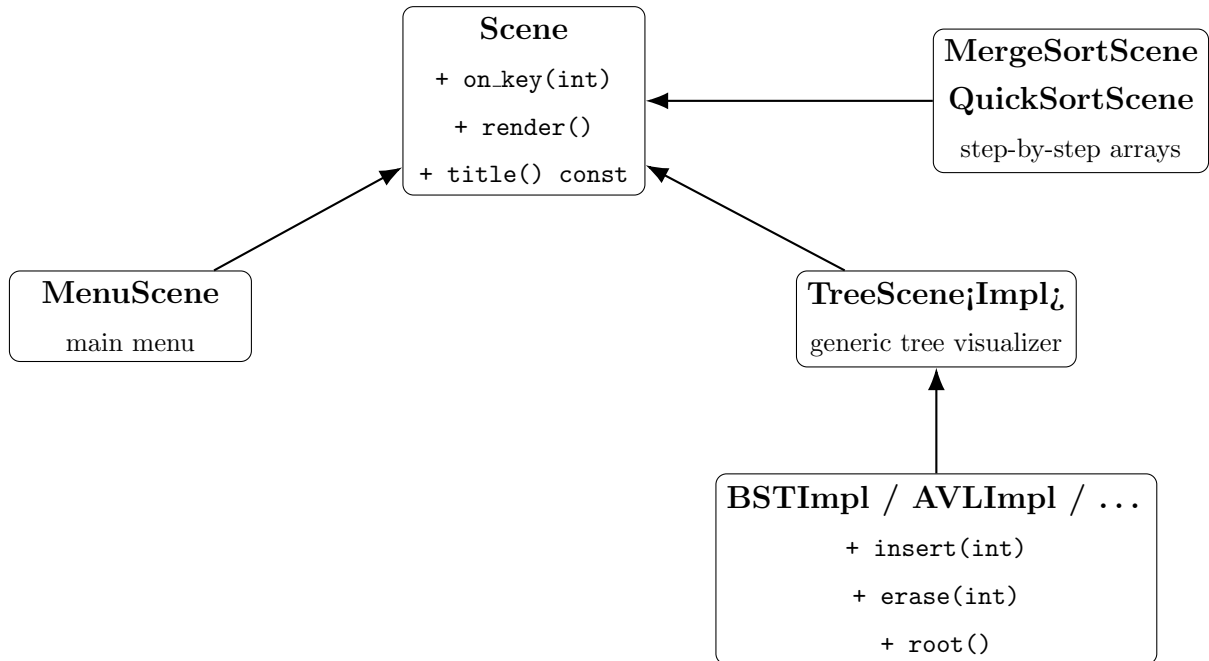 Scene
+ on_key(int)
+ render()
+ title() const
MergeSortScene
QuickSortScene
step-by-step arrays
MenuScene
main menu
TreeScene¡Impl¿
generic tree visualizer
BSTImpl / AVLImpl / ...
+ insert(int)
+ erase(int)
+ root()